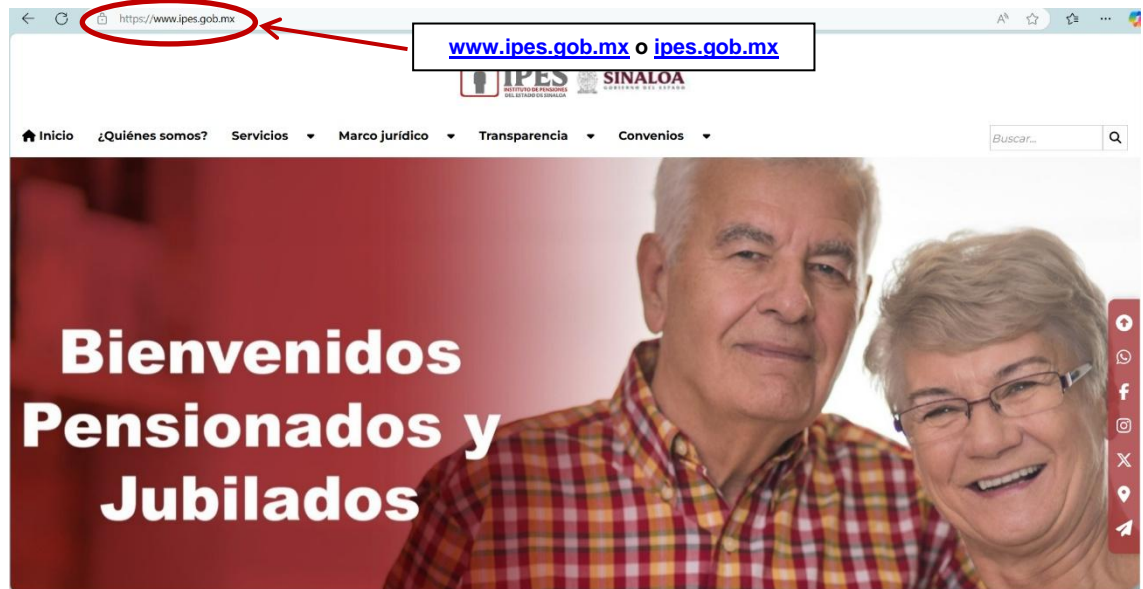 https://www.ipes.gob.mx
www.ipes.gob.mx o ipes.gob.mx
IPES
INSTITUTO DE PENSIONES
DEL ESTADO DE SINALOA
SINALOA
GOBIERNO DEL ESTADO
Inicio ¿Quiénes somos? Servicios Marco jurídico Transparencia Convenios Buscar...
Bienvenidos
Pensionados y
Jubilados